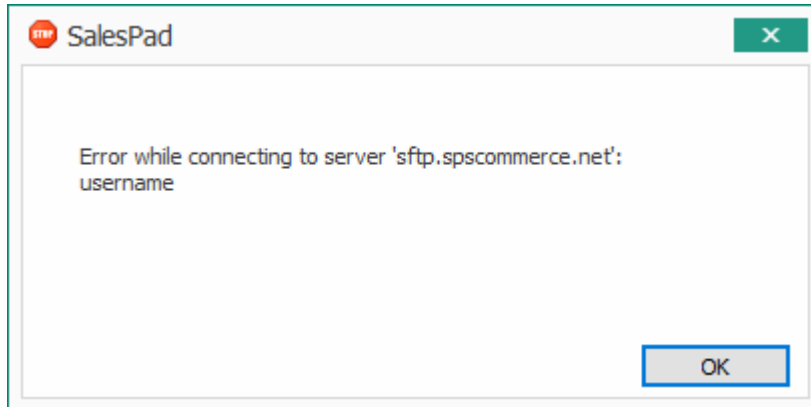 STOP
SalesPad
Error while connecting to server 'sftp.spscommerce.net':
username
OK